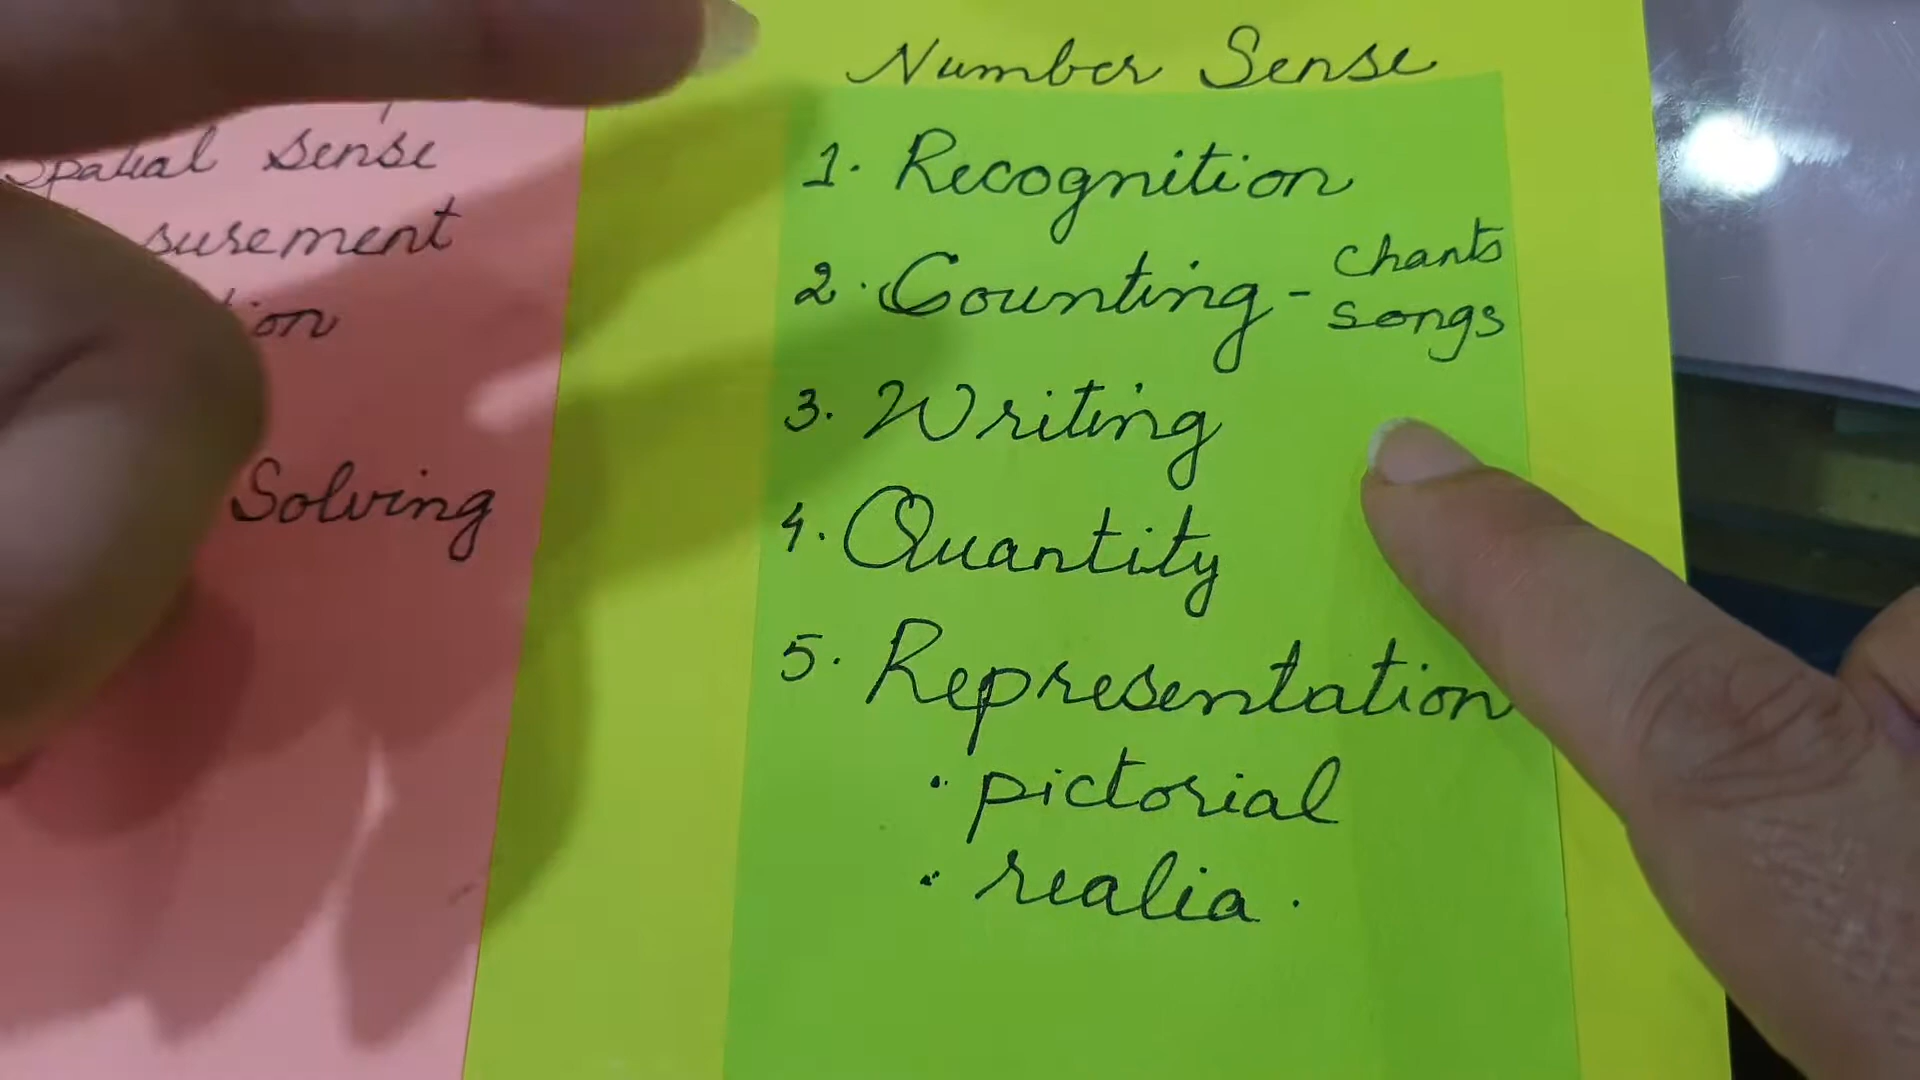 Spatial Sense
Solving
Number Sense
1. Recognition
2. Counting - chants
songs
3. Writing
4. Quantity
5. Representation
. pictorial
. realia.